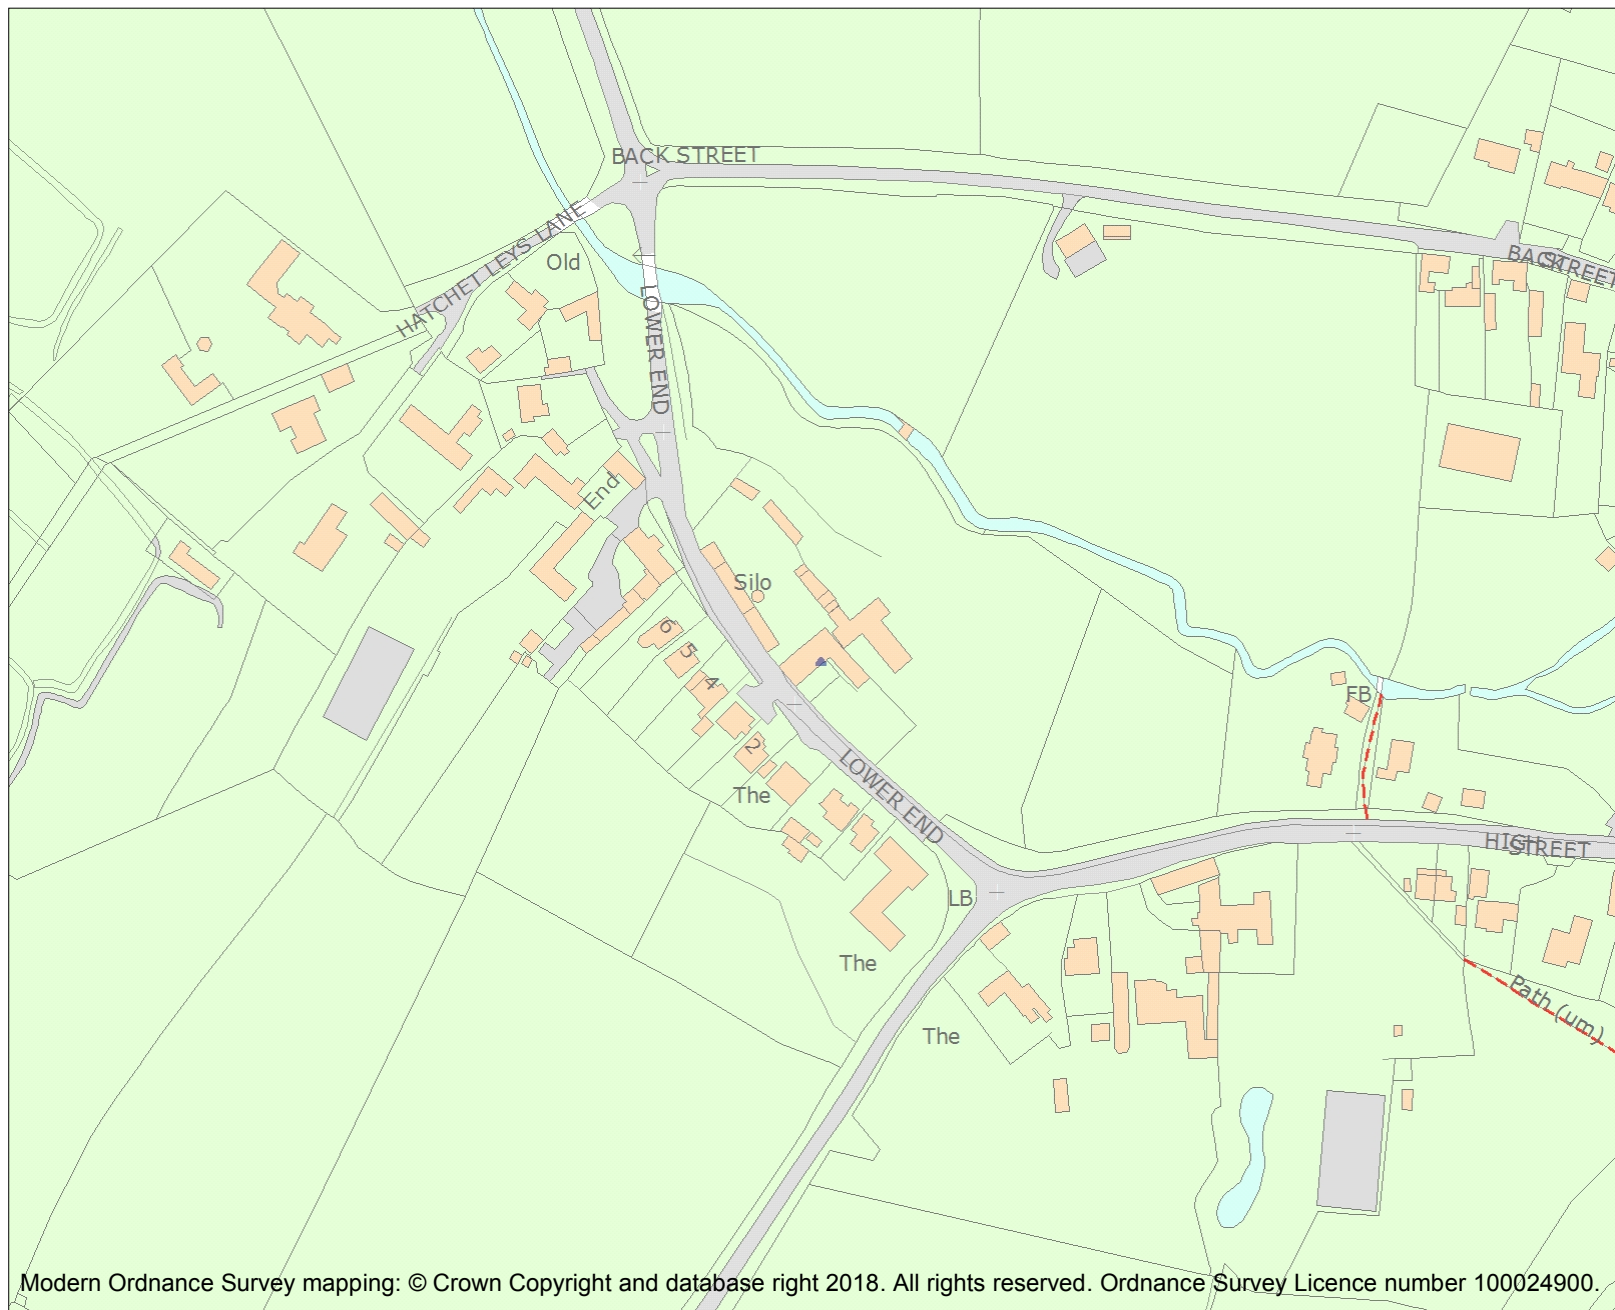 BACK STREET
HATCHET LEYS LANE
Old
BACK
STREET
LOWER END
End
Silo
6
5
4
FB
2
LOWER END
The
HIGH
STREET
LB
The
Path (um)
The
Modern Ordnance Survey mapping: © Crown Copyright and database right 2018. All rights reserved. Ordnance Survey Licence number 100024900.